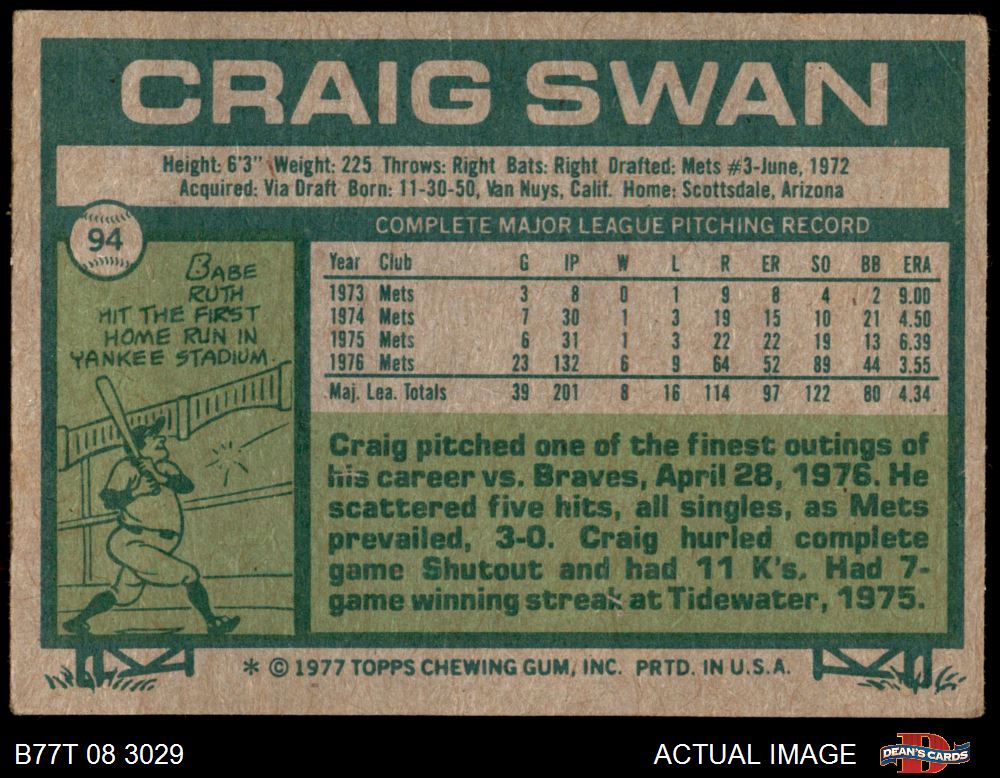 CRAIG SWAN
Height: 6'3" Weight: 225 Throws: Right Bats: Right Drafted: Mets #3-June, 1972
Acquired: Via Draft Born: 11-30-50, Van Nuys, Calif. Home: Scottsdale, Arizona
94
COMPLETE MAJOR LEAGUE PITCHING RECORD
BABE
RUTH
HIT THE FIRST
HOME RUN IN
YANKEE STADIUM.
Year Club G IP W L R ER SO BB ERA
1973 Mets 3 8 0 1 9 8 4 2 9.00
1974 Mets 7 30 1 3 19 15 10 21 4.50
1975 Mets 6 31 1 3 22 22 19 13 6.39
1976 Mets 23 132 6 9 64 52 89 44 3.55
Maj. Lea. Totals 39 201 8 16 114 97 122 80 4.34
Craig pitched one of the finest outings of
his career vs. Braves, April 28, 1976. He
scattered five hits, all singles, as Mets
prevailed, 3-0. Craig hurled complete
game Shutout and had 11 K's. Had 7-
game winning streak at Tidewater, 1975.
* © 1977 TOPPS CHEWING GUM, INC. PRTD. IN U.S.A.
B77T 08 3029
ACTUAL IMAGE
DEAN'S CARDS